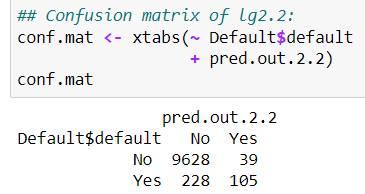 ## Confusion matrix of lg2.2:
conf.mat <- xtabs(~ Default$default
+ pred.out.2.2)
conf.mat
pred.out.2.2
Default$default No Yes
No 9628 39
Yes 228 105